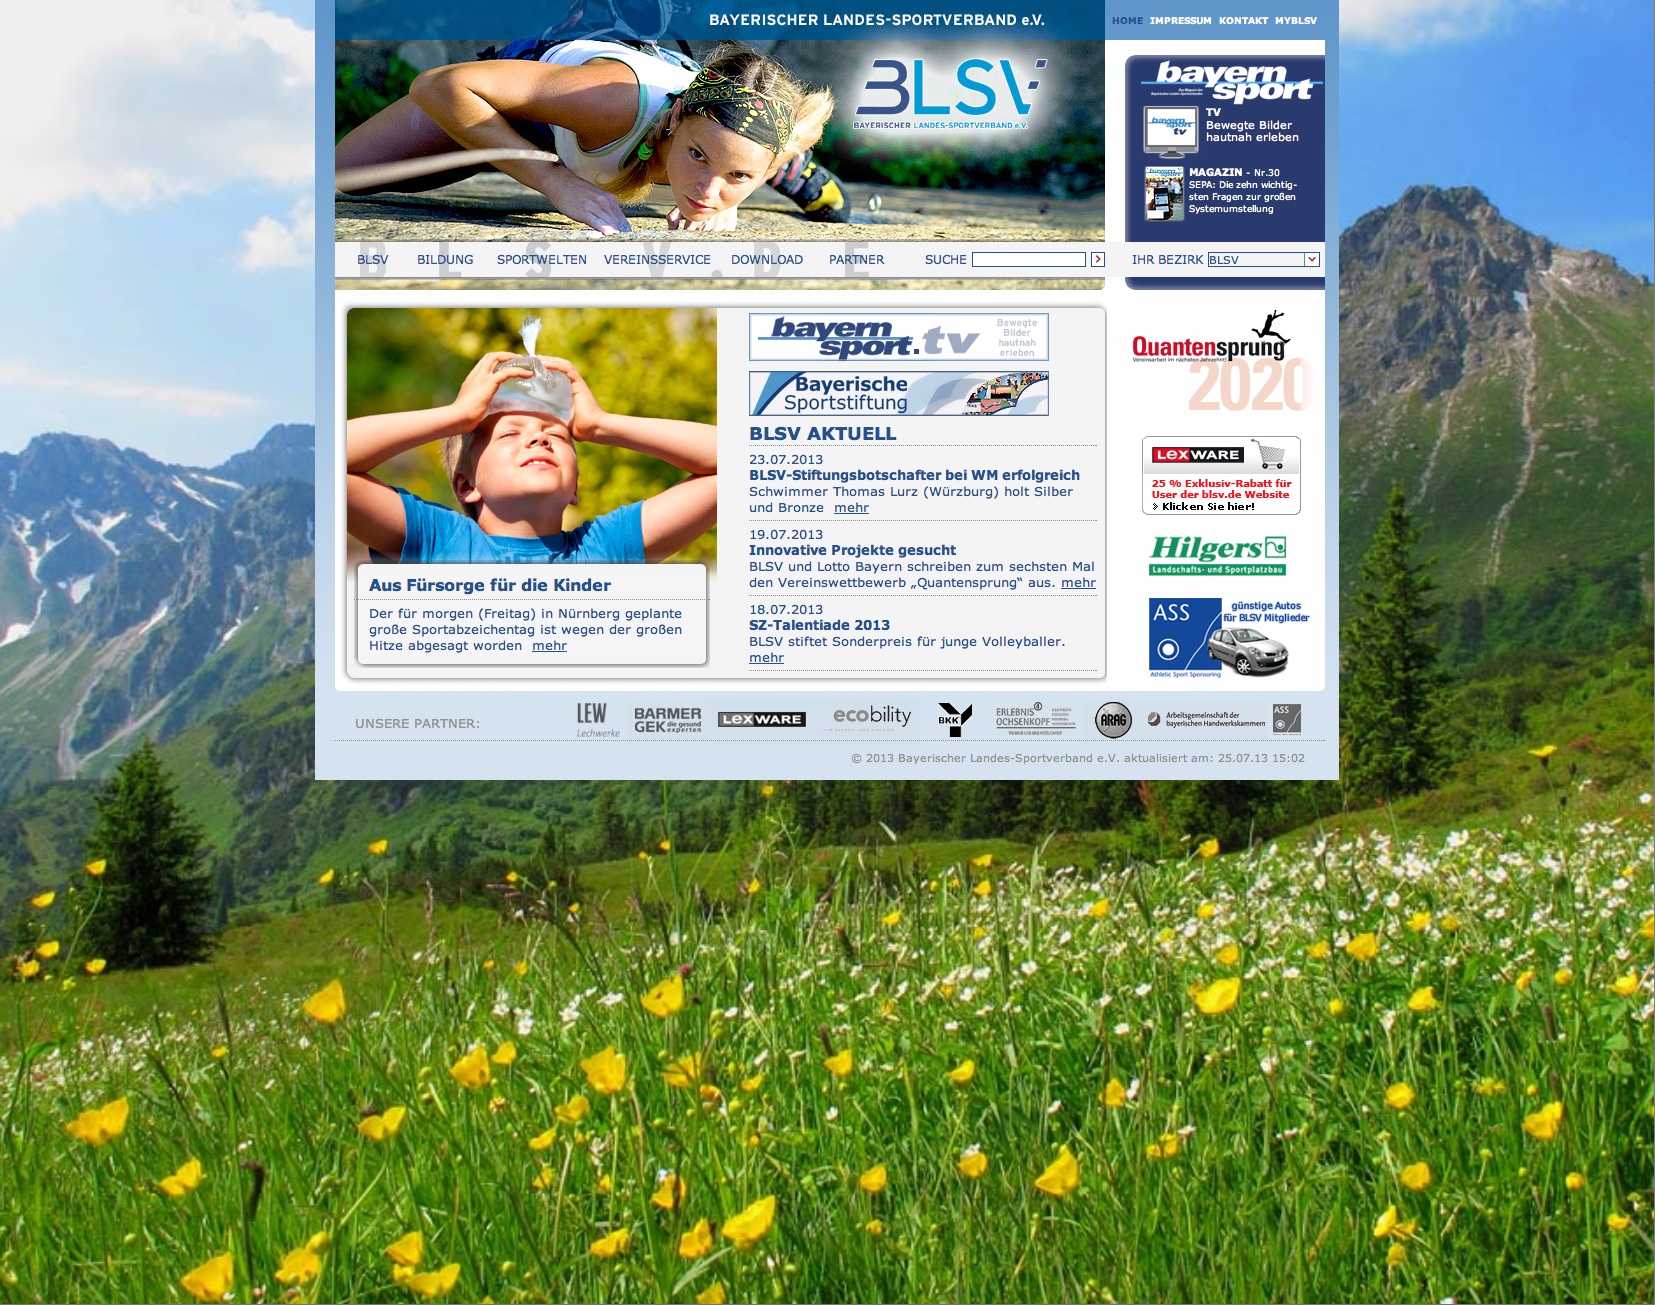 BAYERISCHER LANDES-SPORTVERBAND e.V.
HOME IMPRESSUM KONTAKT MYBLSV
BLSV
BAYERISCHER LANDES-SPORTVERBAND e.V.
bayern
sport
TV
Bewegte Bilder
hautnah erleben
bayern
sport
tv
MAGAZIN - Nr.30
SEPA: Die zehn wichtig-
sten Fragen zur großen
Systemumstellung
BLSV.DE
BLSV BILDUNG SPORTWELTEN VEREINSSERVICE DOWNLOAD PARTNER SUCHE IHR BEZIRK BLSV
bayern
sport.tv
Bewegte
Bilder
hautnah
erleben
Bayerische
Sportstiftung
BLSV AKTUELL
23.07.2013
BLSV-Stiftungsbotschafter bei WM erfolgreich
Schwimmer Thomas Lurz (Würzburg) holt Silber
und Bronze mehr
19.07.2013
Innovative Projekte gesucht
BLSV und Lotto Bayern schreiben zum sechsten Mal
den Vereinswettbewerb „Quantensprung“ aus. mehr
18.07.2013
SZ-Talentiade 2013
BLSV stiftet Sonderpreis für junge Volleyballer.
mehr
Aus Fürsorge für die Kinder
Der für morgen (Freitag) in Nürnberg geplante
große Sportabzeichentag ist wegen der großen
Hitze abgesagt worden mehr
Quantensprung
Vereinsarbeit im nächsten Jahrzehnt!
2020
LEXWARE
25 % Exklusiv-Rabatt für
User der blsv.de Website
> Klicken Sie hier!
Hilgers
Landschafts- und Sportplatzbau
ASS
günstige Autos
für BLSV Mitglieder
Athletic Sport Sponsoring
UNSERE PARTNER:
LEW
Lechwerke
BARMER
GEK die gesund
experten
LEXWARE
ecobility
BKK
ERLEBNIS
OCHSENKOPF
ARAG
Arbeitsgemeinschaft der
bayerischen Handwerkskammern
ASS
© 2013 Bayerischer Landes-Sportverband e.V. aktualisiert am: 25.07.13 15:02